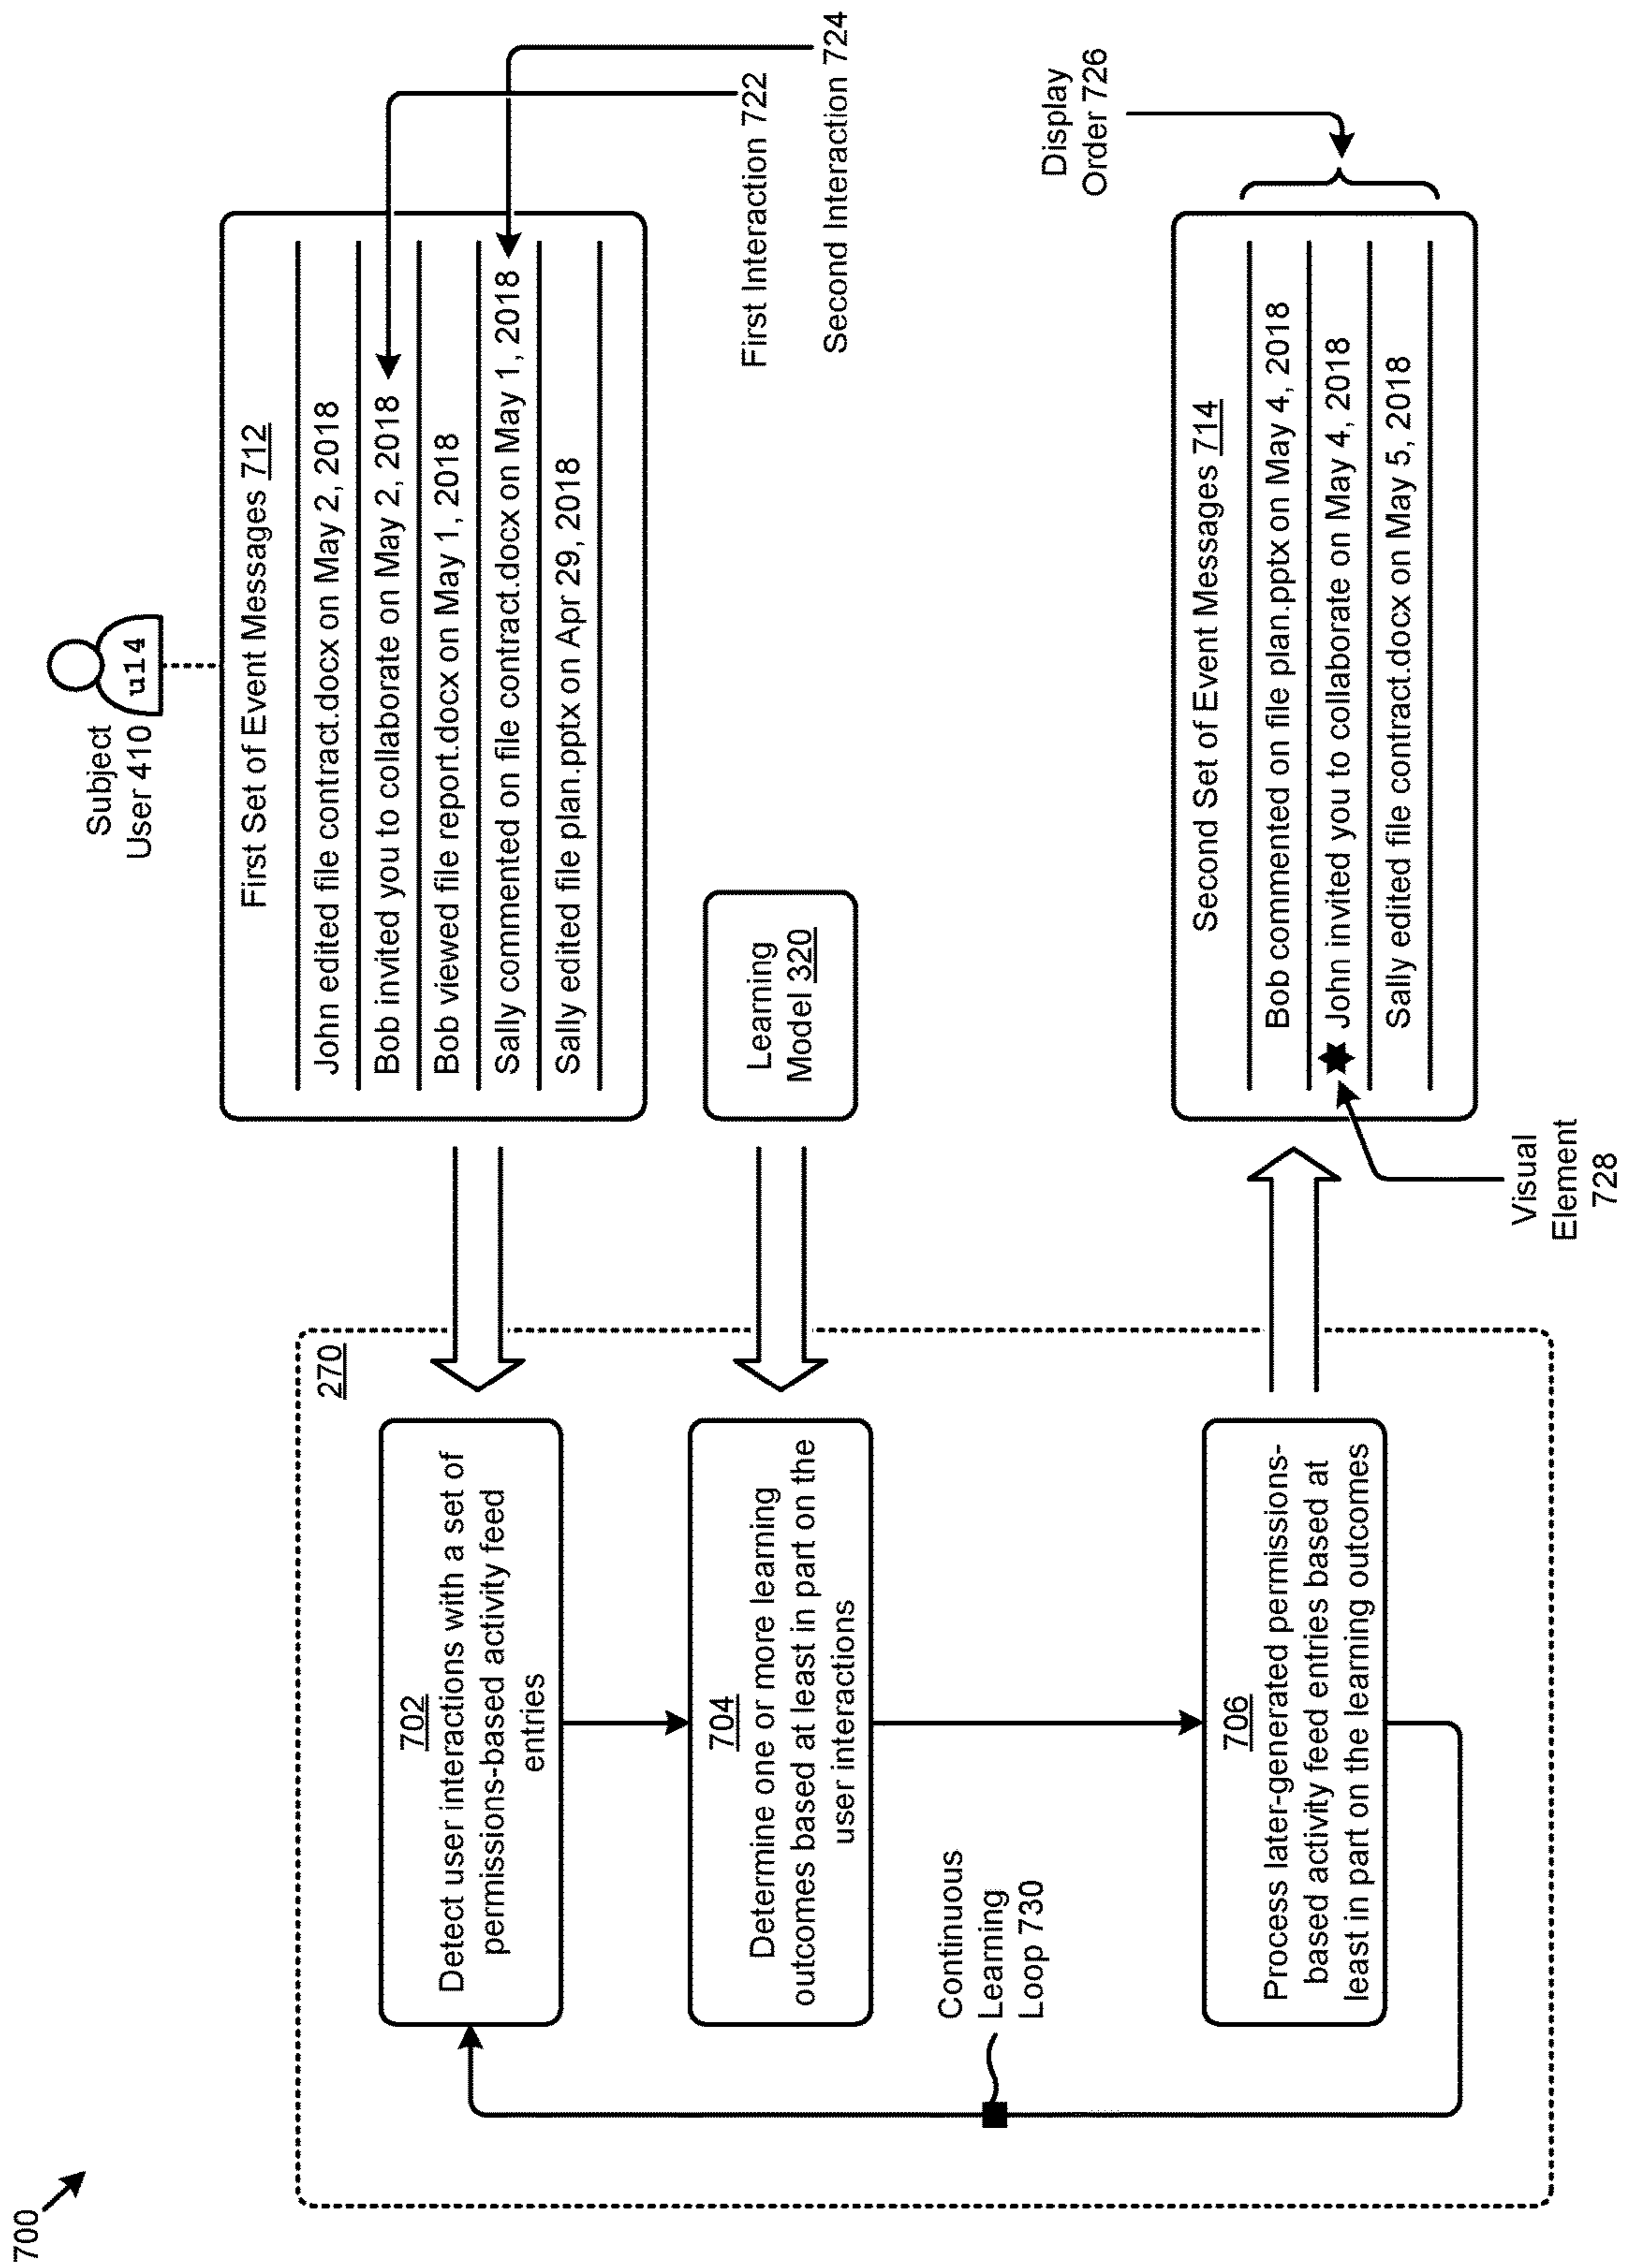 700
Subject
User 410
u14
270
702
Detect user interactions with a set of
permissions-based activity feed
entries
First Set of Event Messages 712
John edited file contract.docx on May 2, 2018
Bob invited you to collaborate on May 2, 2018
Bob viewed file report.docx on May 1, 2018
Sally commented on file contract.docx on May 1, 2018
Sally edited file plan.pptx on Apr 29, 2018
First Interaction 722
Second Interaction 724
704
Determine one or more learning
outcomes based at least in part on the
user interactions
Learning
Model 320
Continuous
Learning
Loop 730
706
Process later-generated permissions-
based activity feed entries based at
least in part on the learning outcomes
Second Set of Event Messages 714
Bob commented on file plan.pptx on May 4, 2018
John invited you to collaborate on May 4, 2018
Sally edited file contract.docx on May 5, 2018
Display
Order 726
Visual
Element
728